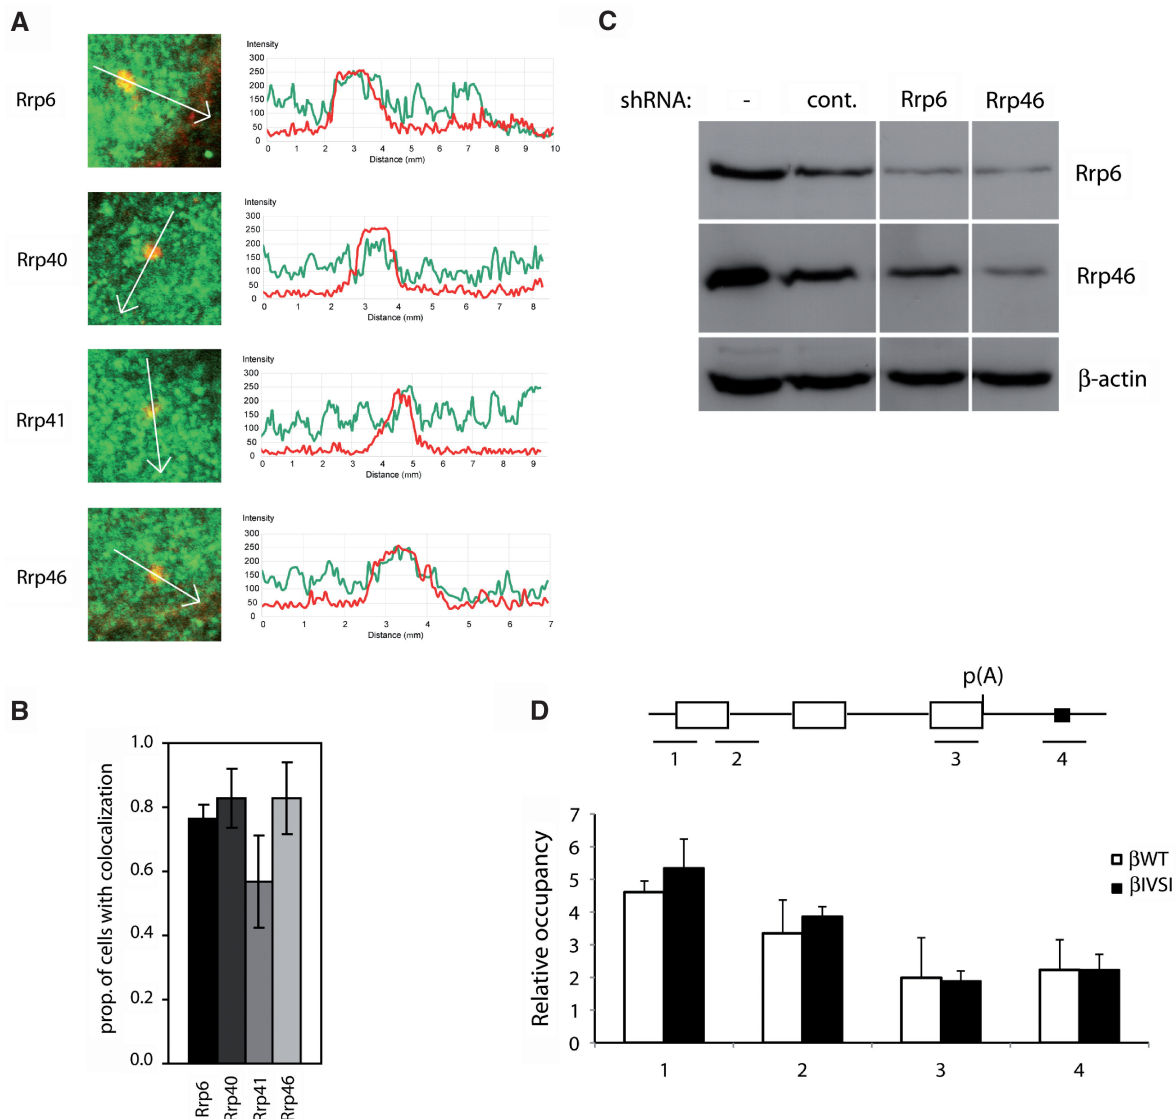 A
Rrp6
Intensity
300
250
200
150
100
50
0
0 1 2 3 4 5 6 7 8 9 10
Distance (mm)
Rrp40
Intensity
300
250
200
150
100
50
0
0 1 2 3 4 5 6 7 8
Distance (mm)
Rrp41
Intensity
300
250
200
150
100
50
0
0 1 2 3 4 5 6 7 8 9
Distance (mm)
Rrp46
Intensity
300
250
200
150
100
50
0
0 1 2 3 4 5 6 7
Distance (mm)
B
prop. of cells with colocalization
1.0
0.8
0.6
0.4
0.2
0.0
Rrp6 Rrp40 Rrp41 Rrp46
C
shRNA: - cont. Rrp6 Rrp46
Rrp6
Rrp46
β-actin
D
p(A)
1 2 3 4
Relative occupancy
7
6
5
4
3
2
1
0
1 2 3 4
βWT
βIVSI